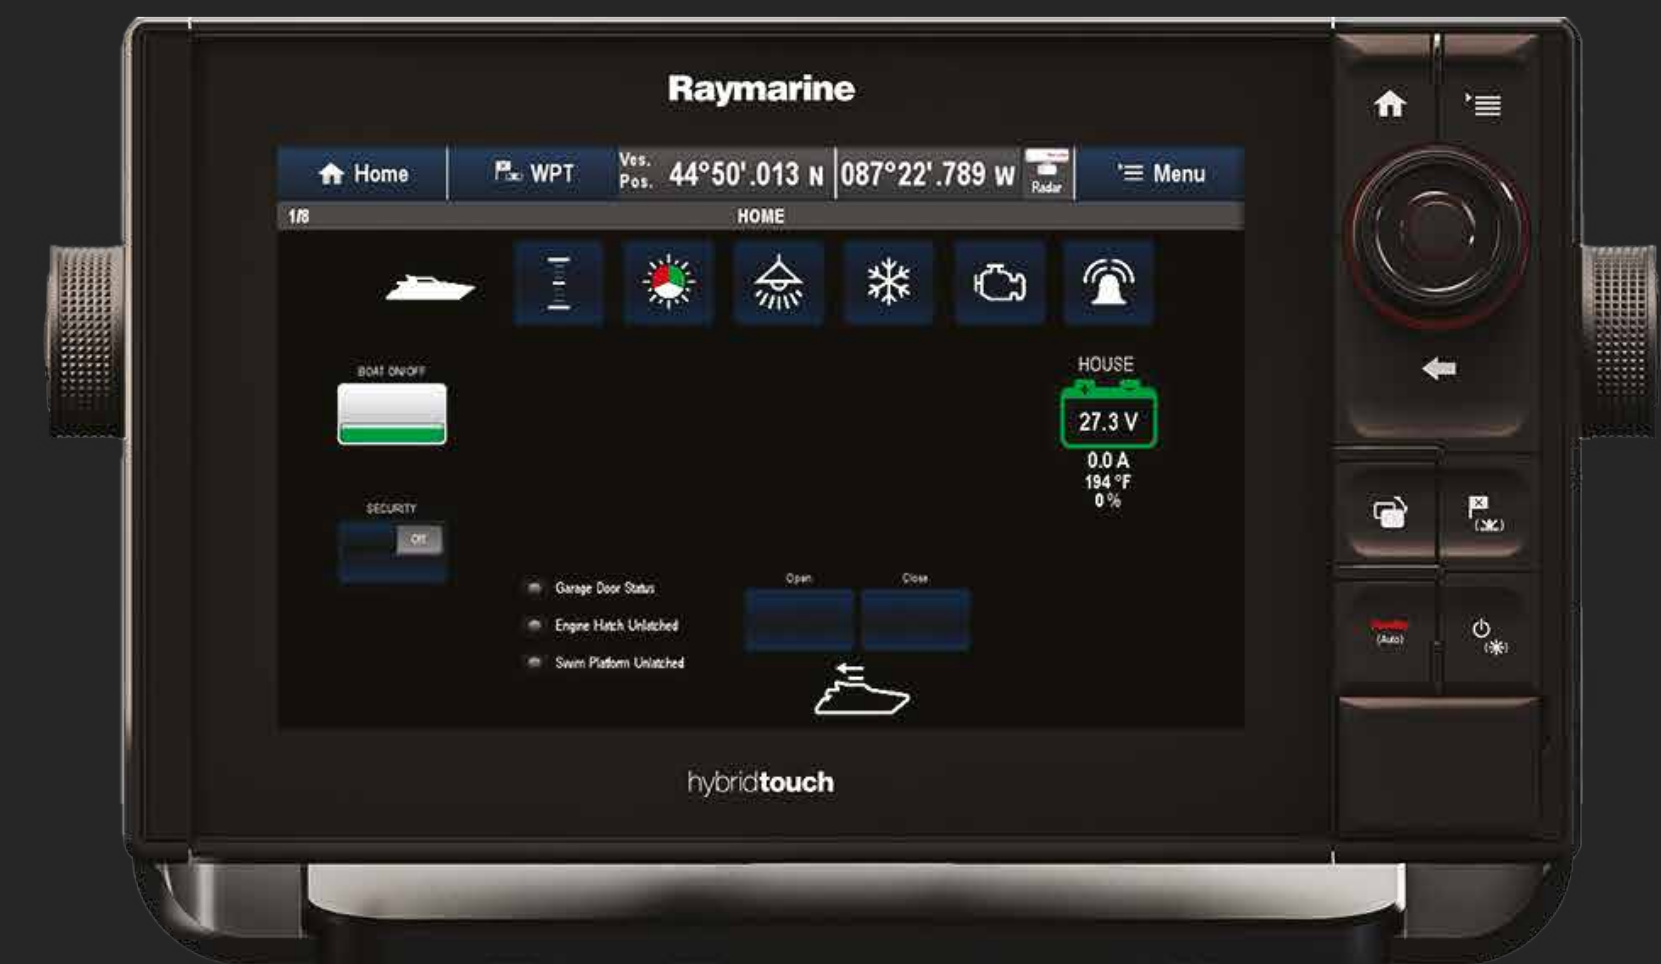 Raymarine
Home
WPT
Ves. Pos. 44°50'.013 N 087°22'.789 W
Radar
Menu
1/8
HOME
BOAT ON/OFF
HOUSE
27.3 V
0.0 A
194 °F
0 %
SECURITY
Off
Garage Door Status
Engine Hatch Unlatched
Swim Platform Unlatched
Open
Close
(Auto)
hybridtouch